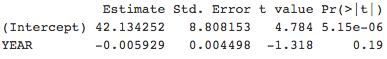 Estimate Std. Error t value Pr(>|t|)
(Intercept) 42.134252 8.808153 4.784 5.15e-06
YEAR -0.005929 0.004498 -1.318 0.19